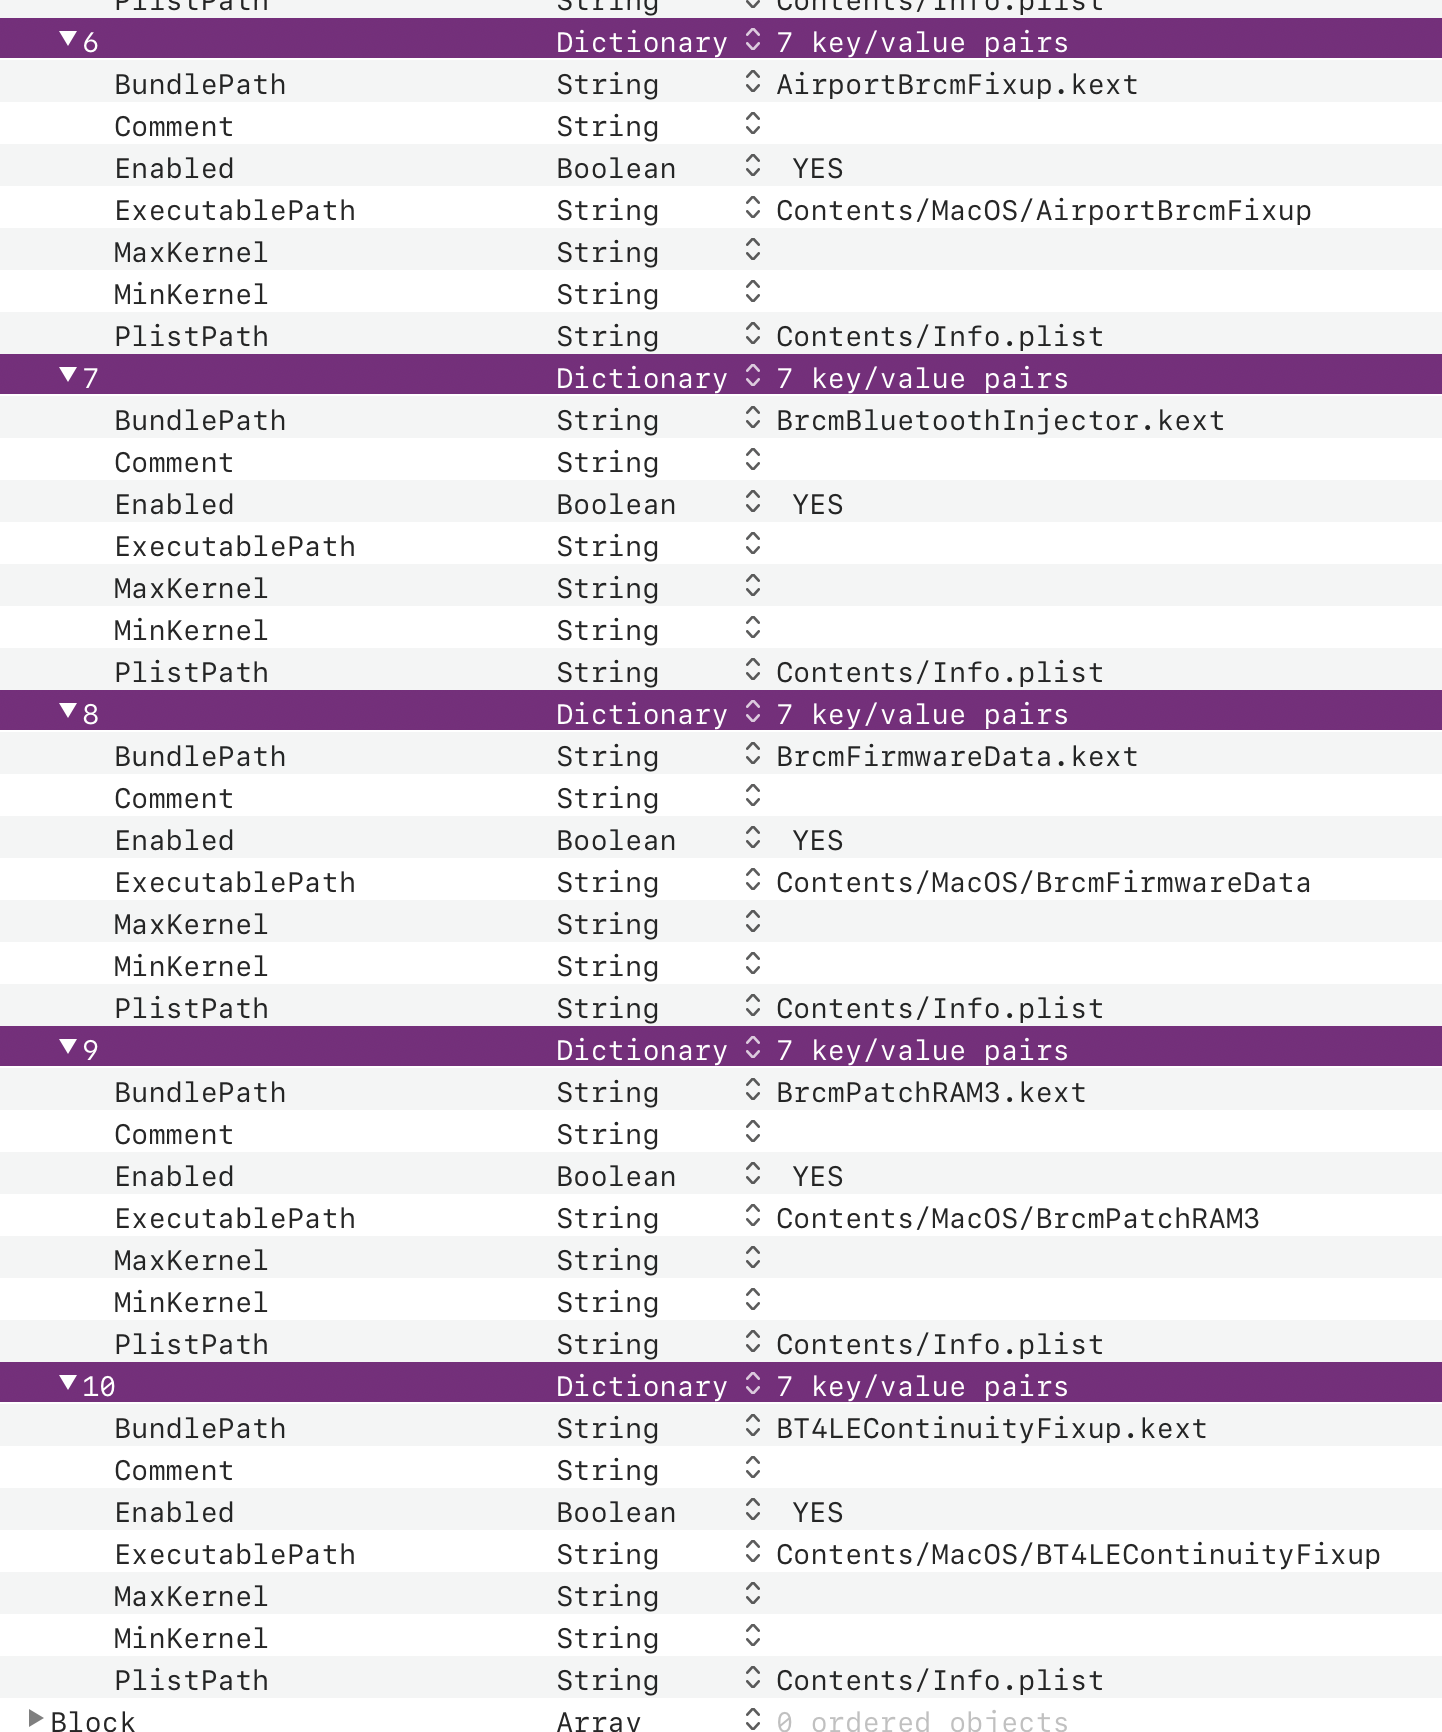 PlistPath String Contents/Info.plist
6 Dictionary 7 key/value pairs
BundlePath String AirportBrcmFixup.kext
Comment String
Enabled Boolean YES
ExecutablePath String Contents/MacOS/AirportBrcmFixup
MaxKernel String
MinKernel String
PlistPath String Contents/Info.plist
7 Dictionary 7 key/value pairs
BundlePath String BrcmBluetoothInjector.kext
Comment String
Enabled Boolean YES
ExecutablePath String
MaxKernel String
MinKernel String
PlistPath String Contents/Info.plist
8 Dictionary 7 key/value pairs
BundlePath String BrcmFirmwareData.kext
Comment String
Enabled Boolean YES
ExecutablePath String Contents/MacOS/BrcmFirmwareData
MaxKernel String
MinKernel String
PlistPath String Contents/Info.plist
9 Dictionary 7 key/value pairs
BundlePath String BrcmPatchRAM3.kext
Comment String
Enabled Boolean YES
ExecutablePath String Contents/MacOS/BrcmPatchRAM3
MaxKernel String
MinKernel String
PlistPath String Contents/Info.plist
10 Dictionary 7 key/value pairs
BundlePath String BT4LEContinuityFixup.kext
Comment String
Enabled Boolean YES
ExecutablePath String Contents/MacOS/BT4LEContinuityFixup
MaxKernel String
MinKernel String
PlistPath String Contents/Info.plist
Block Array 0 ordered objects